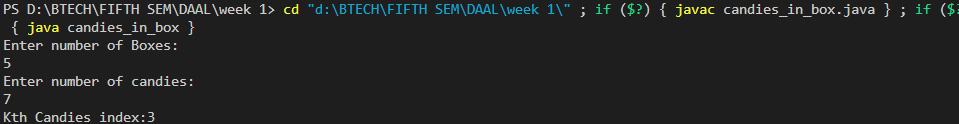 PS D:\BTECH\FIFTH SEM\DAAL\week 1> cd "d:\BTECH\FIFTH SEM\DAAL\week 1\" ; if ($?) { javac candies_in_box.java } ; if ($?
 { java candies_in_box }
Enter number of Boxes:
5
Enter number of candies:
7
Kth Candies index:3